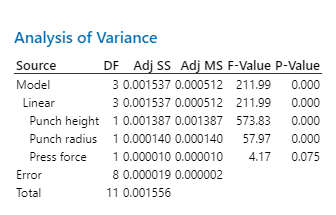 Analysis of Variance
Source DF Adj SS Adj MS F-Value P-Value
Model 3 0.001537 0.000512 211.99 0.000
Linear 3 0.001537 0.000512 211.99 0.000
Punch height 1 0.001387 0.001387 573.83 0.000
Punch radius 1 0.000140 0.000140 57.97 0.000
Press force 1 0.000010 0.000010 4.17 0.075
Error 8 0.000019 0.000002
Total 11 0.001556